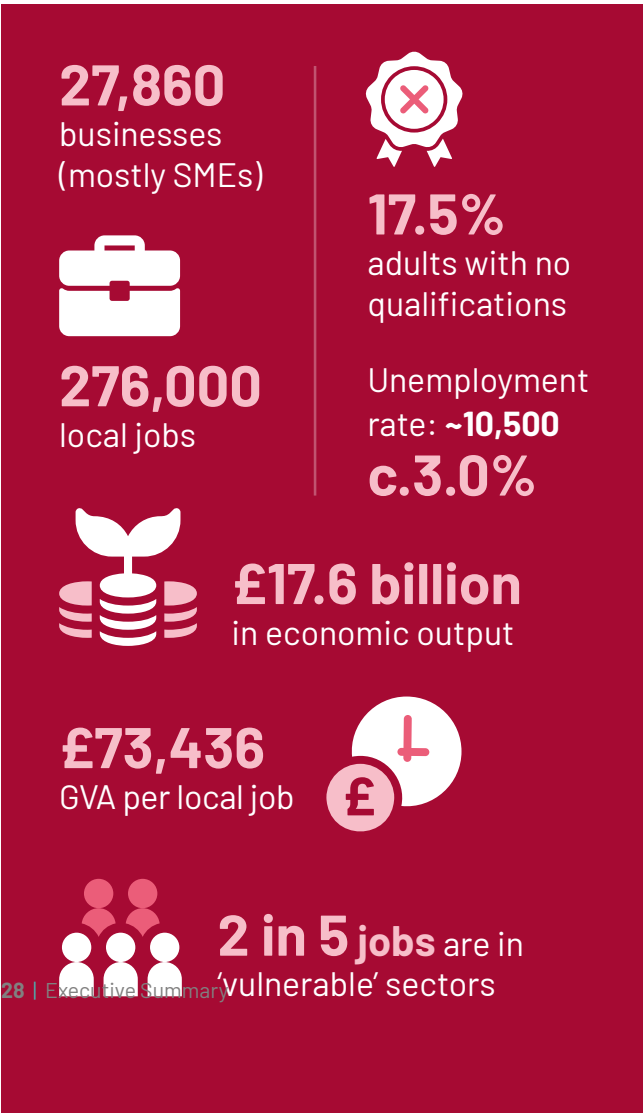 27,860
businesses
(mostly SMEs)
276,000
local jobs
17.5%
adults with no
qualifications
Unemployment
rate: ~10,500
c.3.0%
£17.6 billion
in economic output
£73,436
GVA per local job
£
2 in 5 jobs are in
‘vulnerable’ sectors
28 | Executive Summary